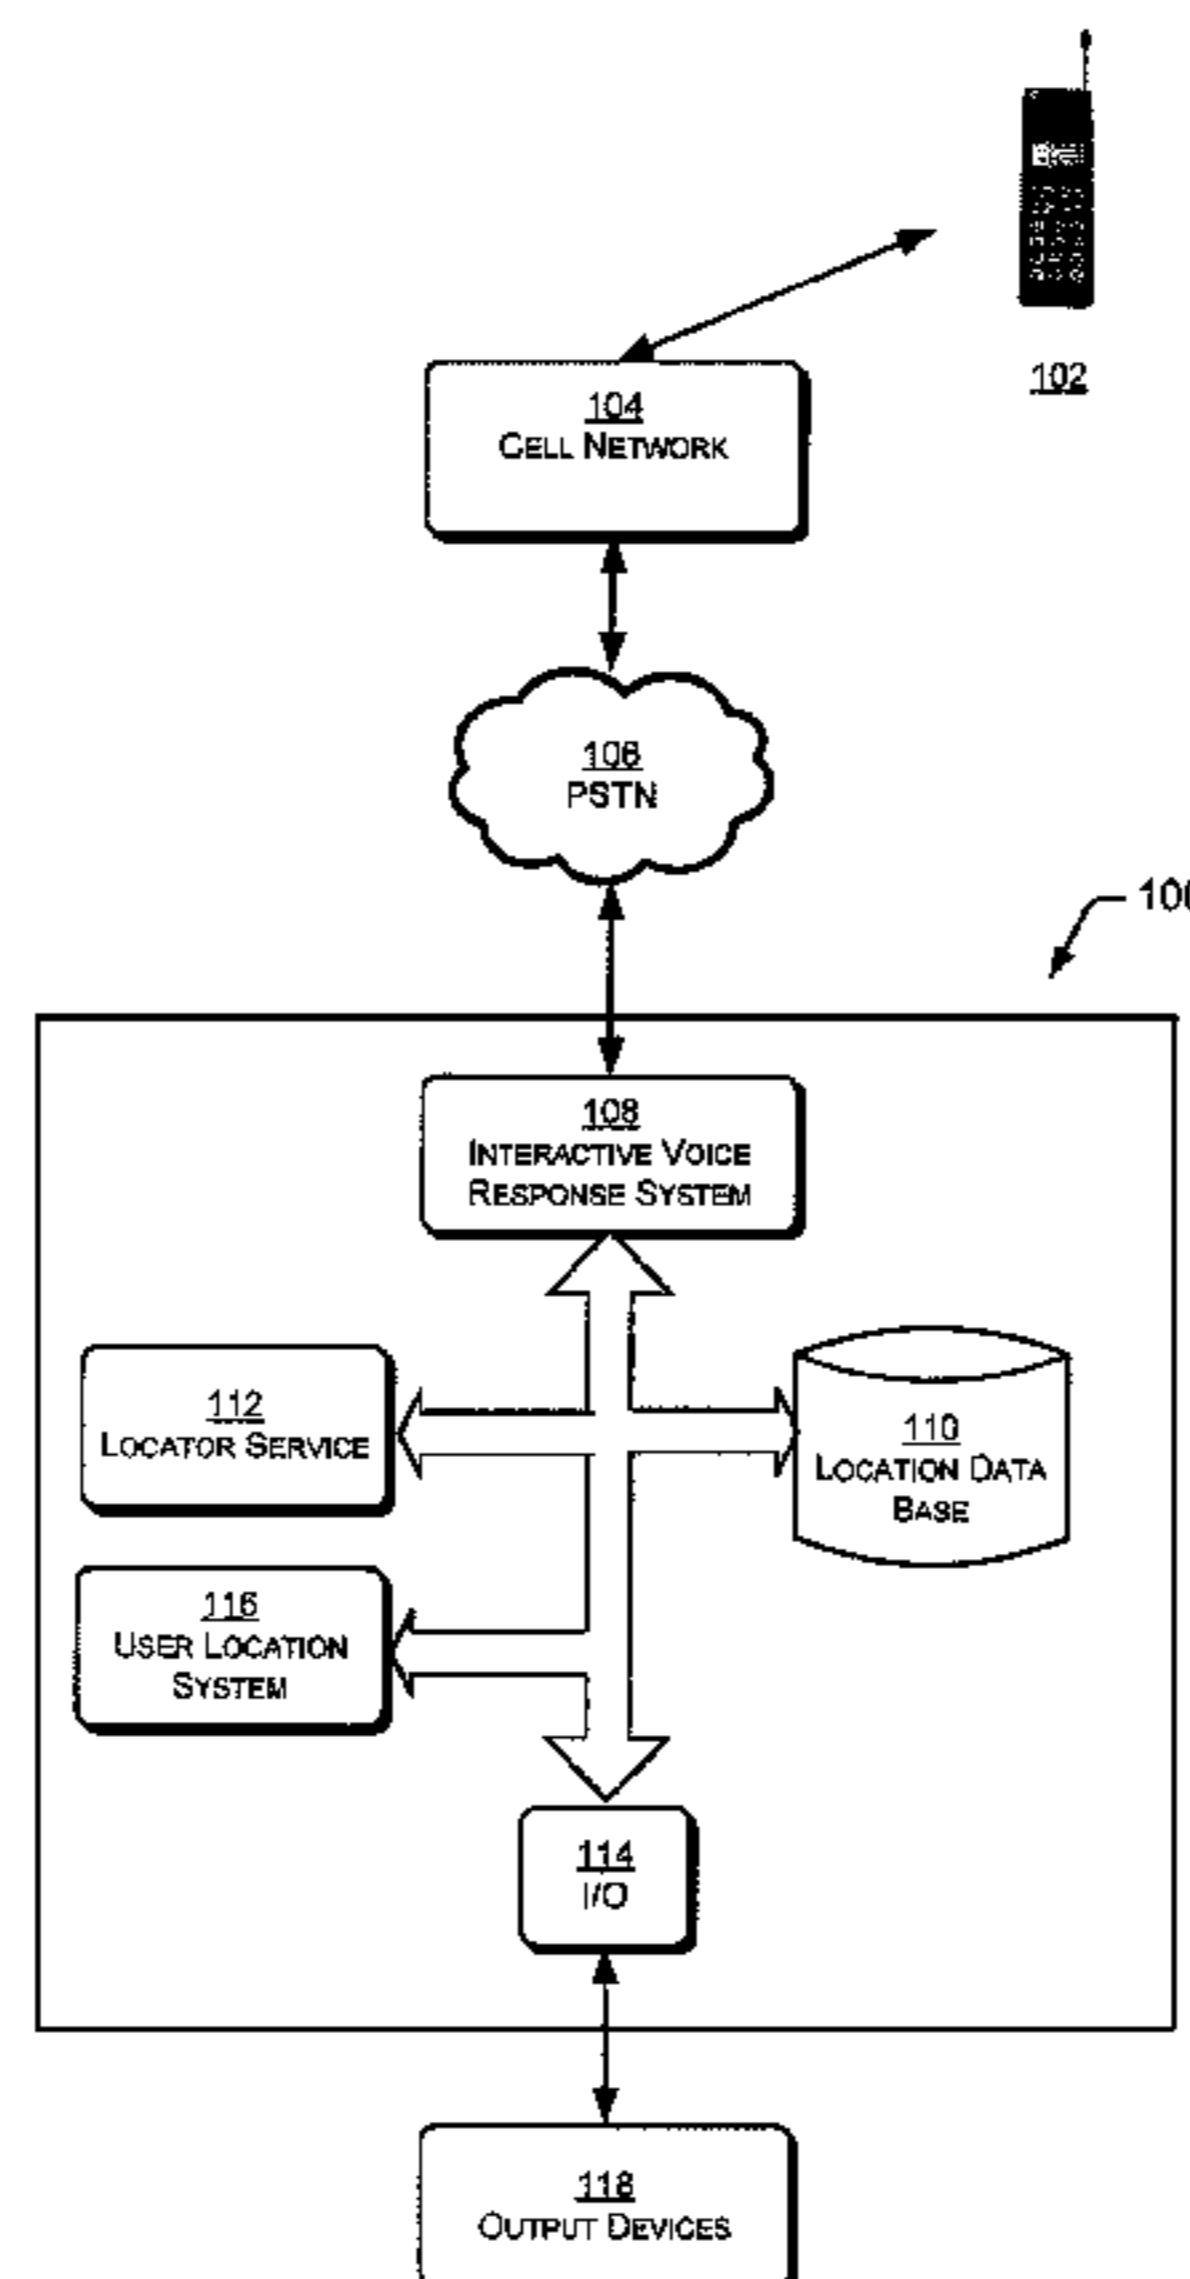 102
104
CELL NETWORK
106
PSTN
100
108
INTERACTIVE VOICE
RESPONSE SYSTEM
112
LOCATOR SERVICE
110
LOCATION DATA
BASE
116
USER LOCATION
SYSTEM
114
I/O
118
OUTPUT DEVICES